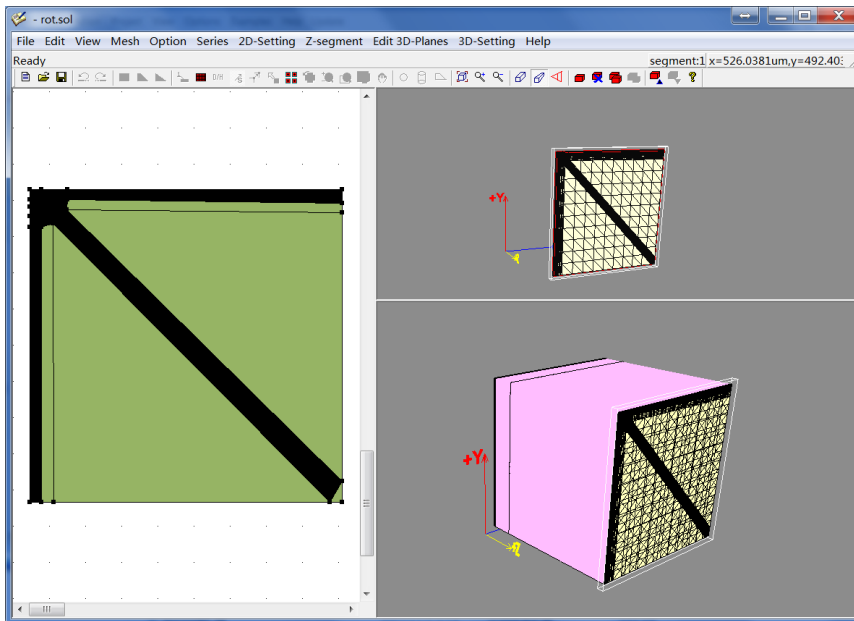 - rot.sol
File Edit View Mesh Option Series 2D-Setting Z-segment Edit 3D-Planes 3D-Setting Help
Ready segment:1 x=526.0381um,y=492.403
D/H
+Y
+Y